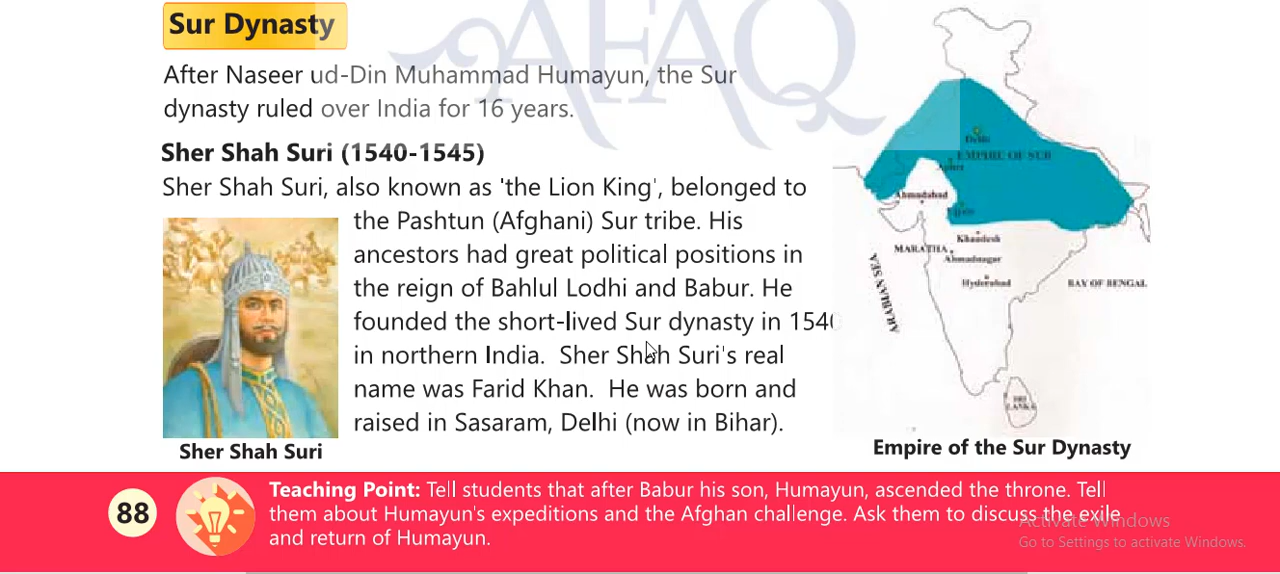 AFAQ
Sur Dynasty
After Naseer ud-Din Muhammad Humayun, the Sur
dynasty ruled over India for 16 years.
Sher Shah Suri (1540-1545)
Sher Shah Suri, also known as 'the Lion King', belonged to
the Pashtun (Afghani) Sur tribe. His
ancestors had great political positions in
the reign of Bahlul Lodhi and Babur. He
founded the short-lived Sur dynasty in 1540
in northern India. Sher Shah Suri's real
name was Farid Khan. He was born and
raised in Sasaram, Delhi (now in Bihar).
Sher Shah Suri
Delhi
EMPIRE OF SUR
Ahmadabad
Khandesh
MARATHA
Ahmadnagar
Hyderabad
ARABIAN SEA
BAY OF BENGAL
SRI
LANKA
Empire of the Sur Dynasty
88
Teaching Point: Tell students that after Babur his son, Humayun, ascended the throne. Tell
them about Humayun's expeditions and the Afghan challenge. Ask them to discuss the exile
and return of Humayun.
Activate Windows
Go to Settings to activate Windows.